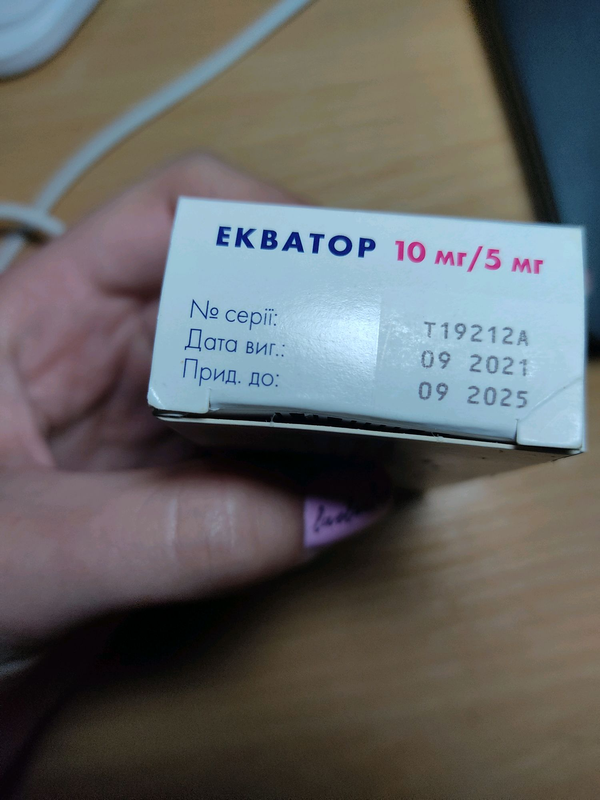 ЕКВАТОР 10 мг/5 мг
№ серії: T19212A
Дата виг.: 09 2021
Прид. до: 09 2025